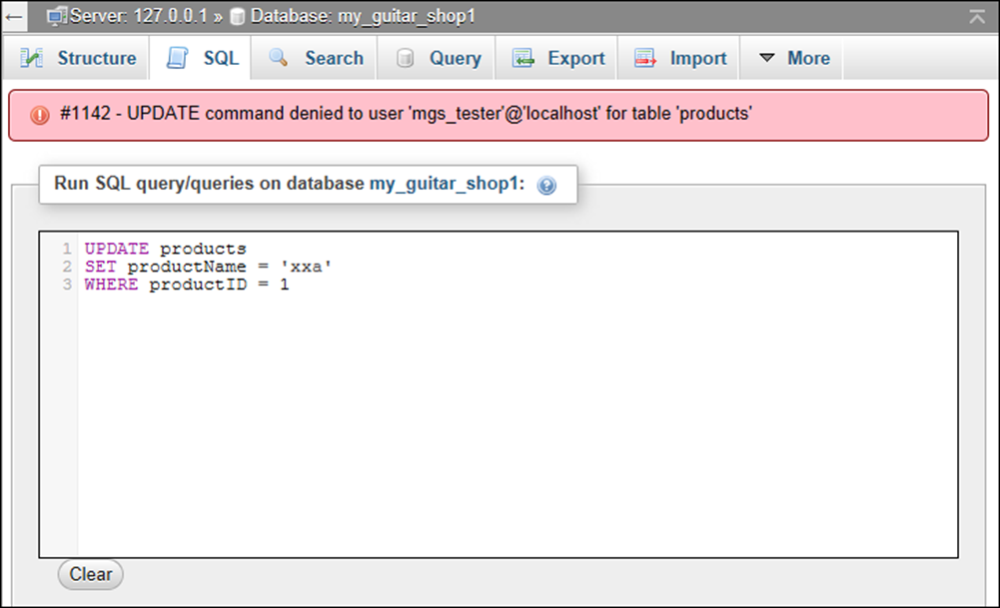 Server: 127.0.0.1 » Database: my_guitar_shop1
Structure SQL Search Query Export Import More
#1142 - UPDATE command denied to user 'mgs_tester'@'localhost' for table 'products'
Run SQL query/queries on database my_guitar_shop1:
1 UPDATE products
2 SET productName = 'xxa'
3 WHERE productID = 1
Clear